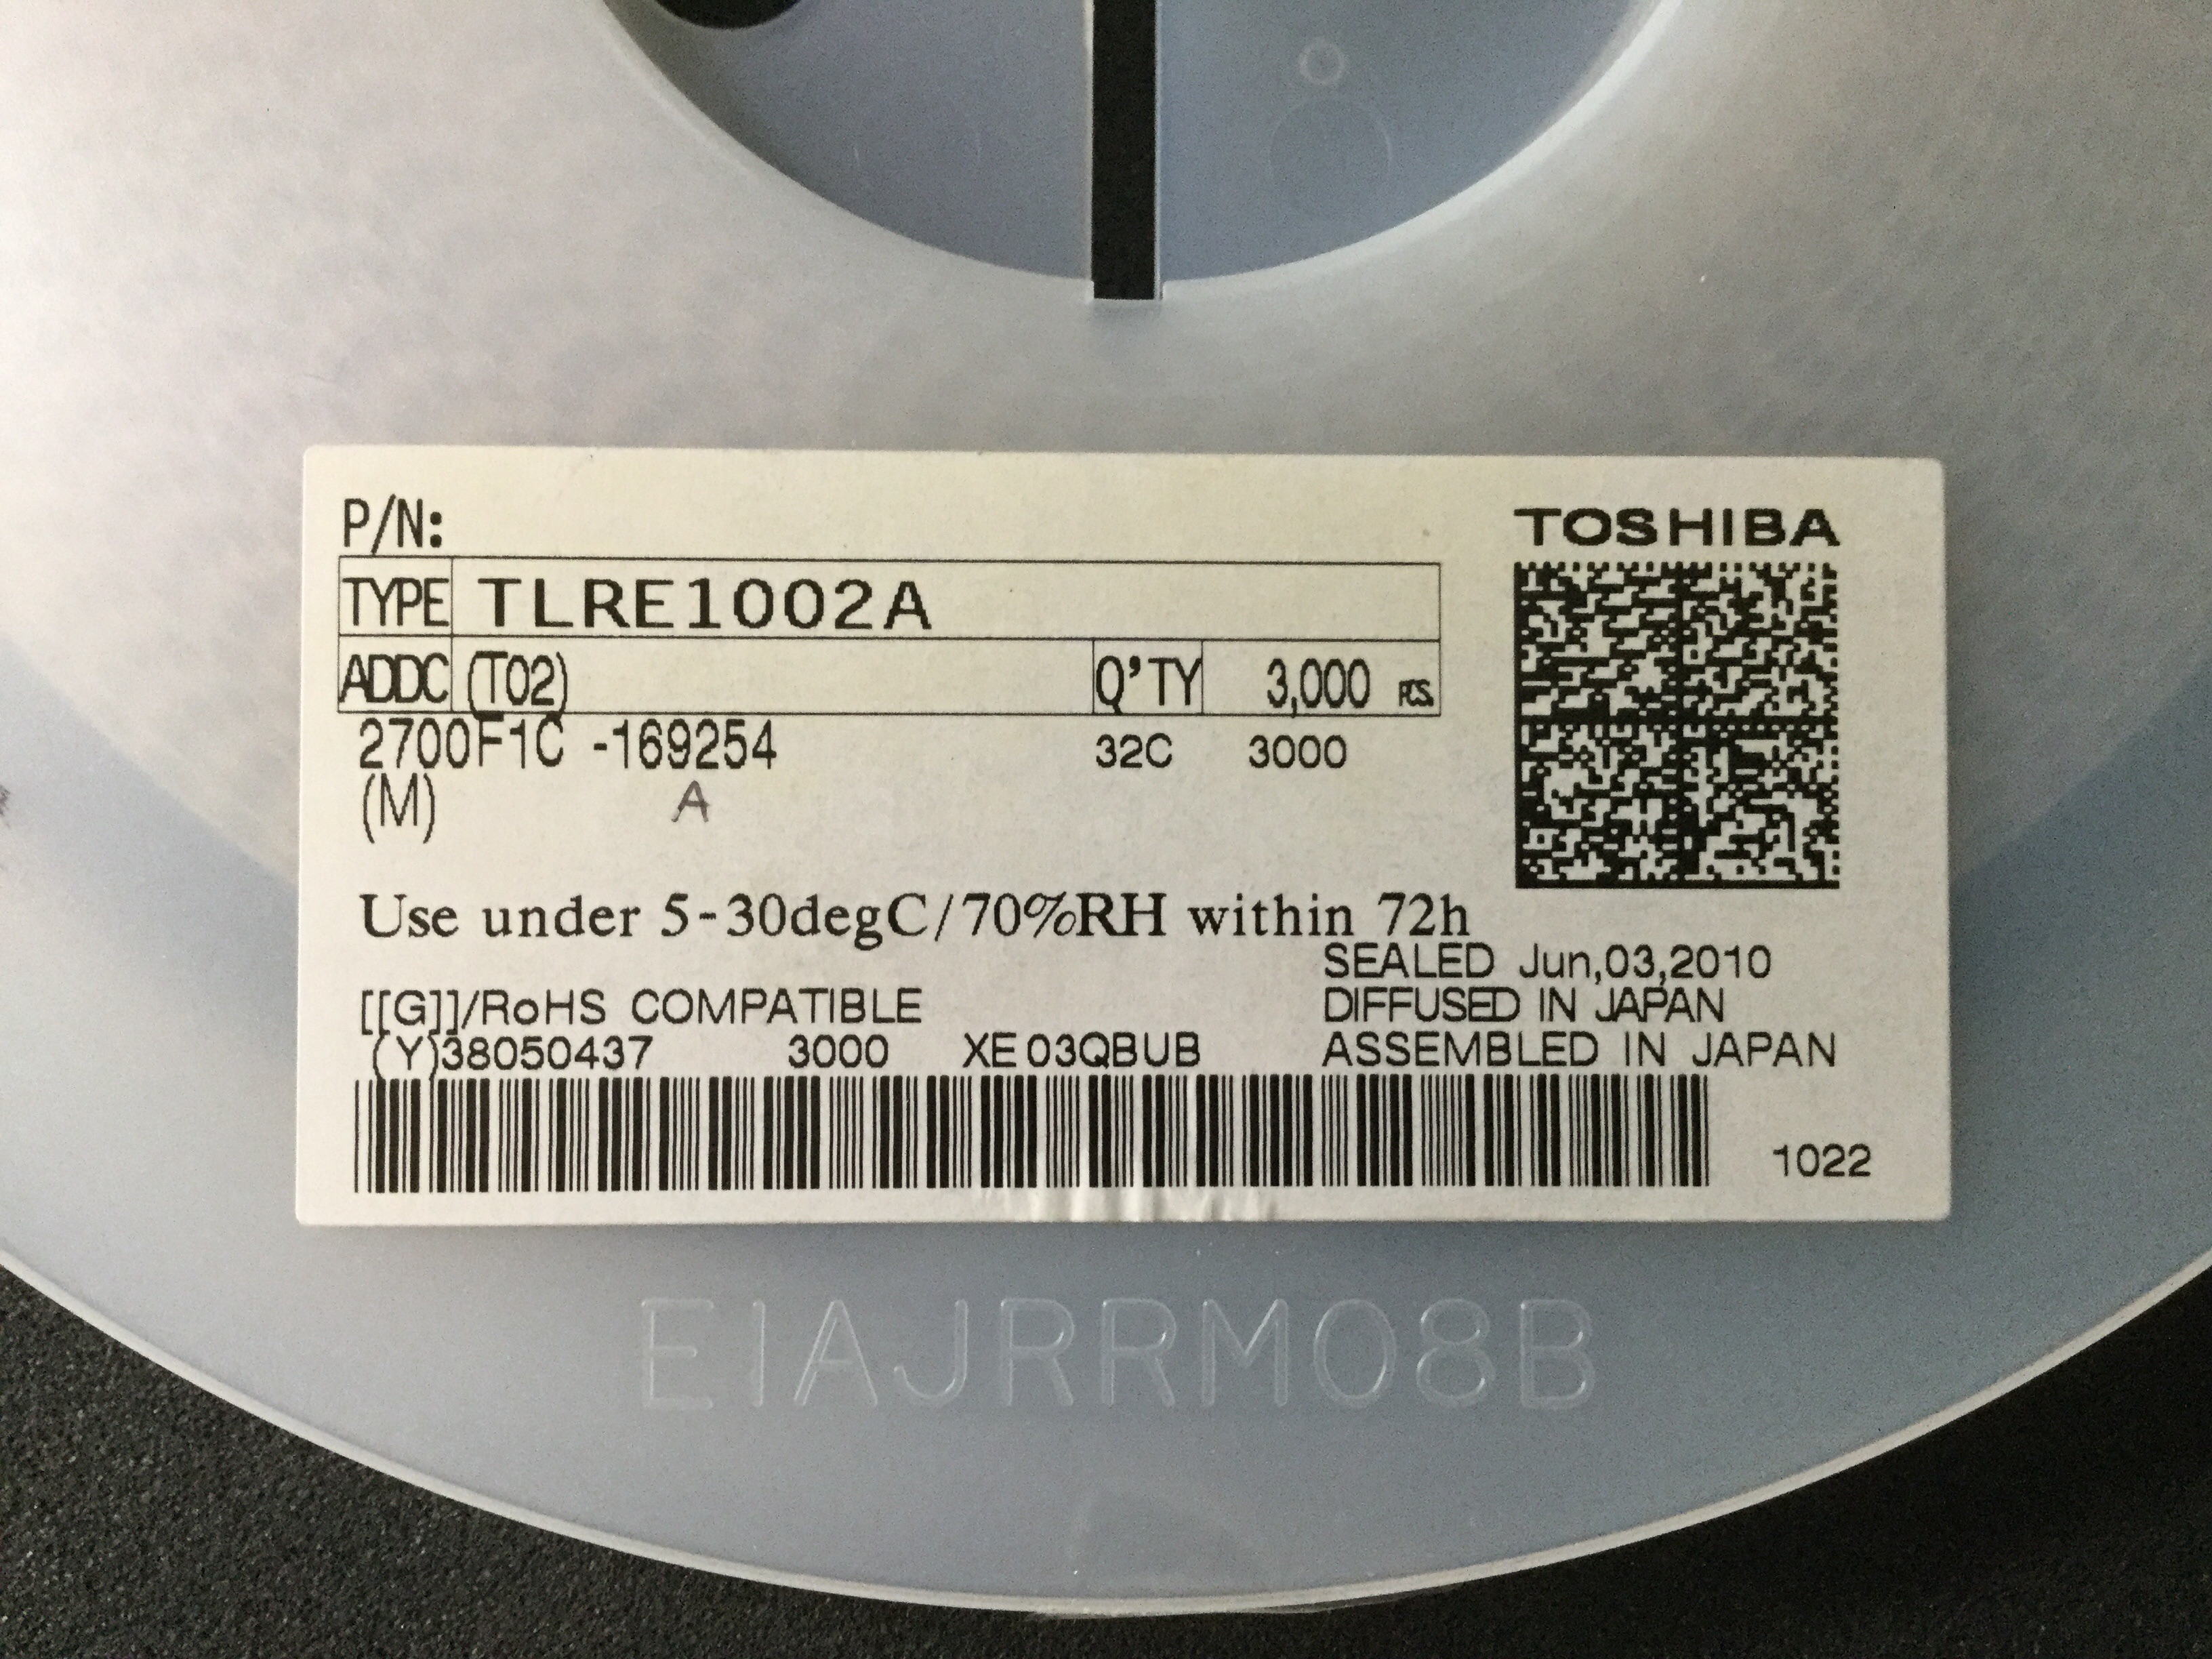 P/N:
TOSHIBA
TYPE TLRE1002A
ADDC (T02) Q'TY 3,000 PCS.
2700F1C -169254 32C 3000
(M) A
Use under 5-30degC/70%RH within 72h
SEALED Jun,03,2010
[[G]]/RoHS COMPATIBLE DIFFUSED IN JAPAN
(Y)38050437 3000 XE03QBUB ASSEMBLED IN JAPAN
1022
EIAJRRM08B